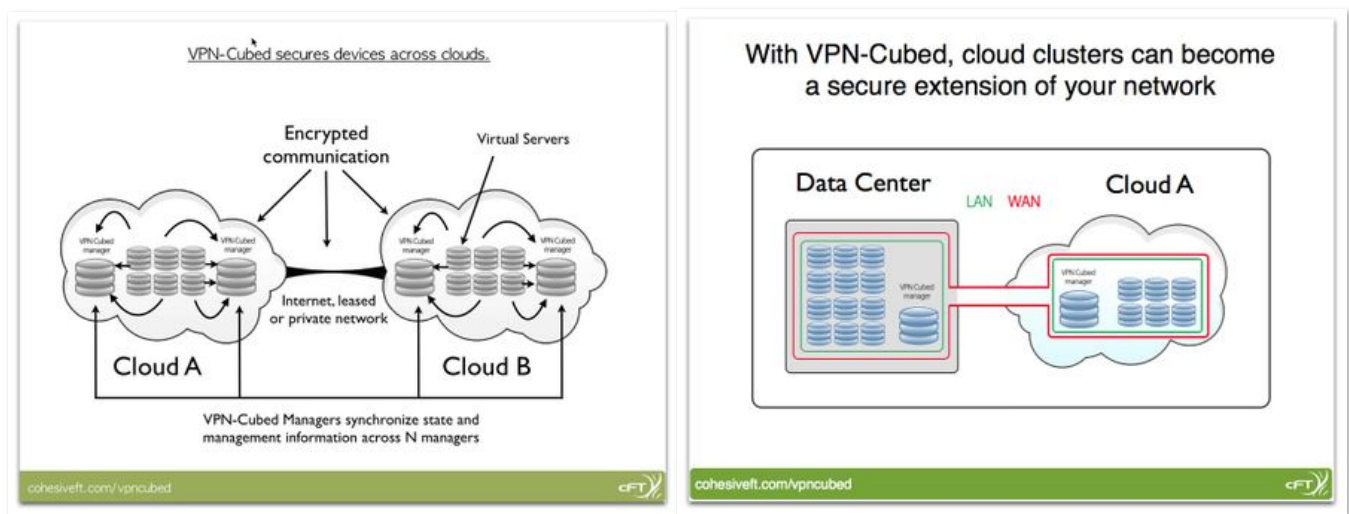 VPN-Cubed secures devices across clouds.
Encrypted
communication
Virtual Servers
VPN-Cubed
manager
VPN-Cubed
manager
VPN-Cubed
manager
VPN-Cubed
manager
Internet, leased
or private network
Cloud A
Cloud B
VPN-Cubed Managers synchronize state and
management information across N managers
cohesiveft.com/vpncubed
cFT
With VPN-Cubed, cloud clusters can become
a secure extension of your network
Data Center
Cloud A
LAN WAN
VPN-Cubed
manager
VPN-Cubed
manager
cohesiveft.com/vpncubed
cFT